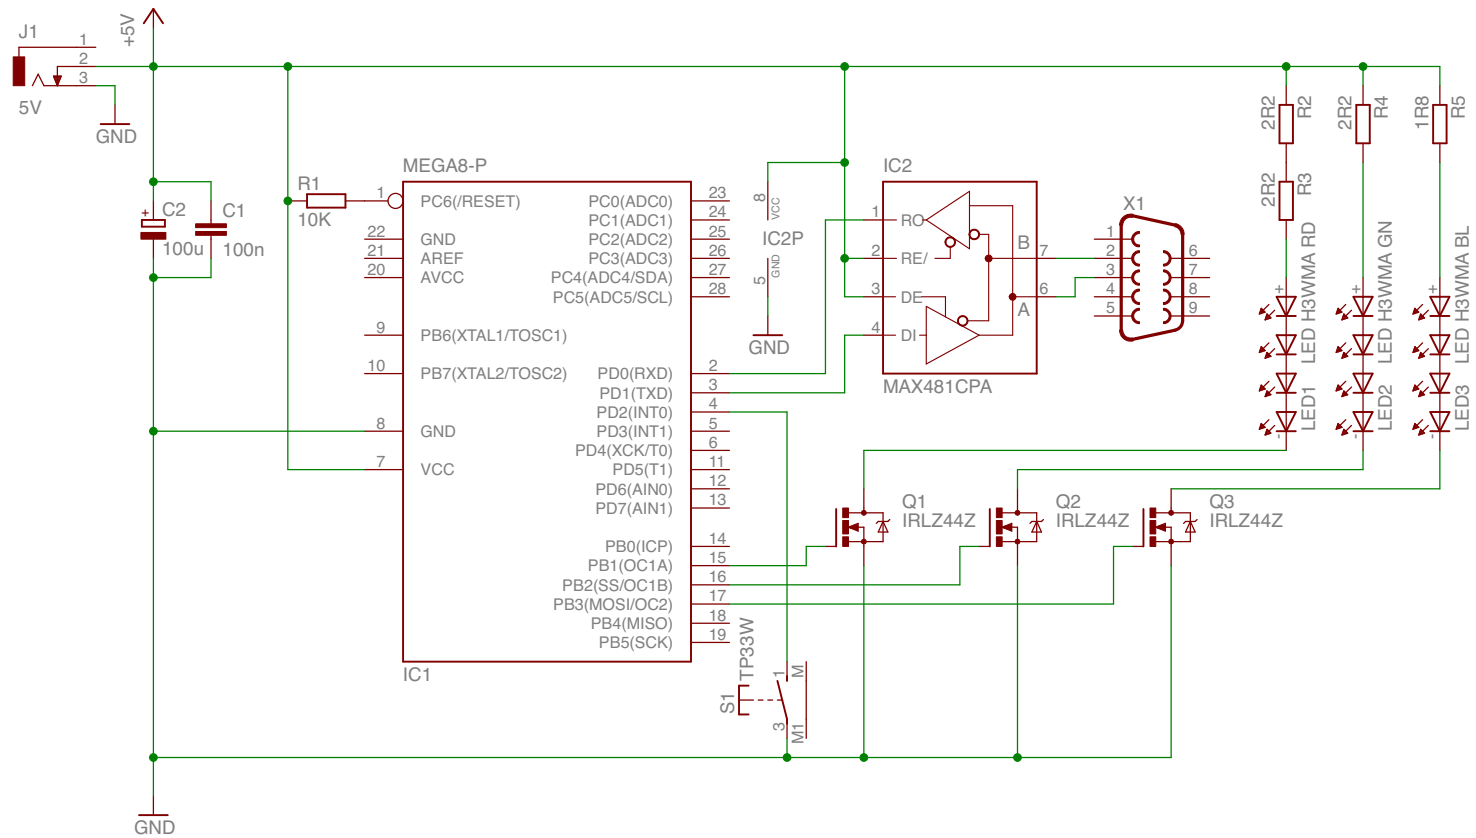 J1
1
2
3
5V
+5V
GND
C2
100u
C1
100n
+
R1
10K
MEGA8-P
1 PC6(/RESET)
22 GND
21 AREF
20 AVCC
9 PB6(XTAL1/TOSC1)
10 PB7(XTAL2/TOSC2)
8 GND
7 VCC
PC0(ADC0) 23
PC1(ADC1) 24
PC2(ADC2) 25
PC3(ADC3) 26
PC4(ADC4/SDA) 27
PC5(ADC5/SCL) 28
PD0(RXD) 2
PD1(TXD) 3
PD2(INT0) 4
PD3(INT1) 5
PD4(XCK/T0) 6
PD5(T1) 11
PD6(AIN0) 12
PD7(AIN1) 13
PB0(ICP) 14
PB1(OC1A) 15
PB2(SS/OC1B) 16
PB3(MOSI/OC2) 17
PB4(MISO) 18
PB5(SCK) 19
IC1
8
VCC
IC2P
5
GND
GND
IC2
1 RO
2 RE/
3 DE
4 DI
B 7
6
A
MAX481CPA
X1
1
2
3
4
5
6
7
8
9
2R2 R2
2R2 R3
2R2 R4
1R8 R5
+
LED1 LED H3WMA RD
-
+
LED2 LED H3WMA GN
-
+
LED3 LED H3WMA BL
-
Q1
IRLZ44Z
Q2
IRLZ44Z
Q3
IRLZ44Z
S1
TP33W
1
M
3
M1
GND